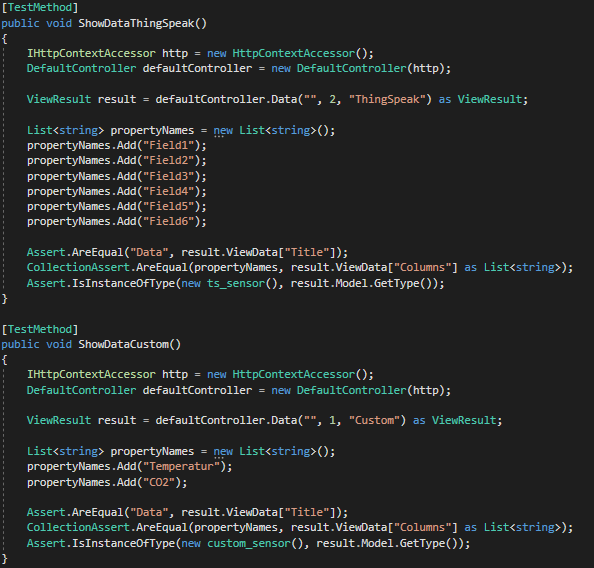 [TestMethod]
public void ShowDataThingSpeak()
{
IHttpContextAccessor http = new HttpContextAccessor();
DefaultController defaultController = new DefaultController(http);
ViewResult result = defaultController.Data("", 2, "ThingSpeak") as ViewResult;
List<string> propertyNames = new List<string>();
propertyNames.Add("Field1");
propertyNames.Add("Field2");
propertyNames.Add("Field3");
propertyNames.Add("Field4");
propertyNames.Add("Field5");
propertyNames.Add("Field6");
Assert.AreEqual("Data", result.ViewData["Title"]);
CollectionAssert.AreEqual(propertyNames, result.ViewData["Columns"] as List<string>);
Assert.IsInstanceOfType(new ts_sensor(), result.Model.GetType());
}
[TestMethod]
public void ShowDataCustom()
{
IHttpContextAccessor http = new HttpContextAccessor();
DefaultController defaultController = new DefaultController(http);
ViewResult result = defaultController.Data("", 1, "Custom") as ViewResult;
List<string> propertyNames = new List<string>();
propertyNames.Add("Temperatur");
propertyNames.Add("CO2");
Assert.AreEqual("Data", result.ViewData["Title"]);
CollectionAssert.AreEqual(propertyNames, result.ViewData["Columns"] as List<string>);
Assert.IsInstanceOfType(new custom_sensor(), result.Model.GetType());
}